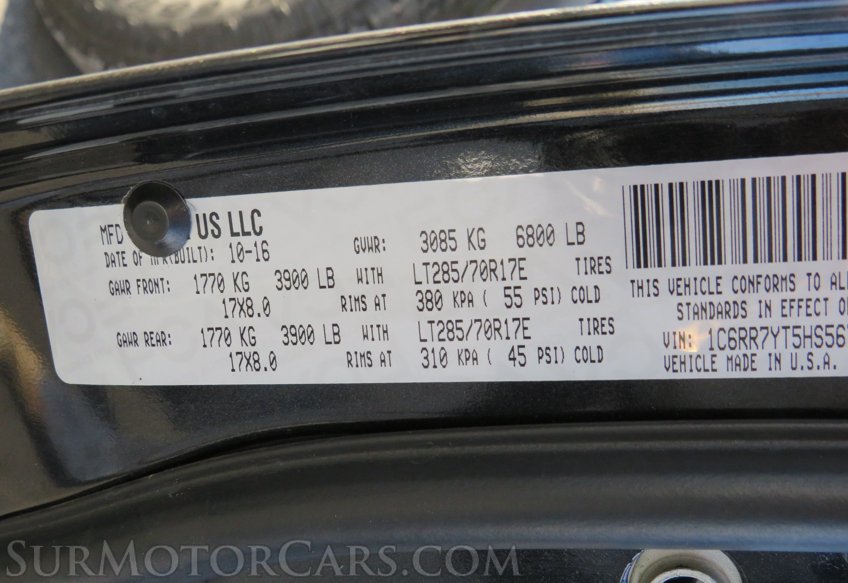 MFD US LLC
DATE OF MFR(BUILT): 10-16 GVWR: 3085 KG 6800 LB
GAWR FRONT: 1770 KG 3900 LB WITH LT285/70R17E TIRES
17X8.0 RIMS AT 380 KPA ( 55 PSI) COLD
GAWR REAR: 1770 KG 3900 LB WITH LT285/70R17E TIRES
17X8.0 RIMS AT 310 KPA ( 45 PSI) COLD
THIS VEHICLE CONFORMS TO ALL
STANDARDS IN EFFECT O
VIN: 1C6RR7YT5HS56
VEHICLE MADE IN U.S.A.
SurMotorCars.com